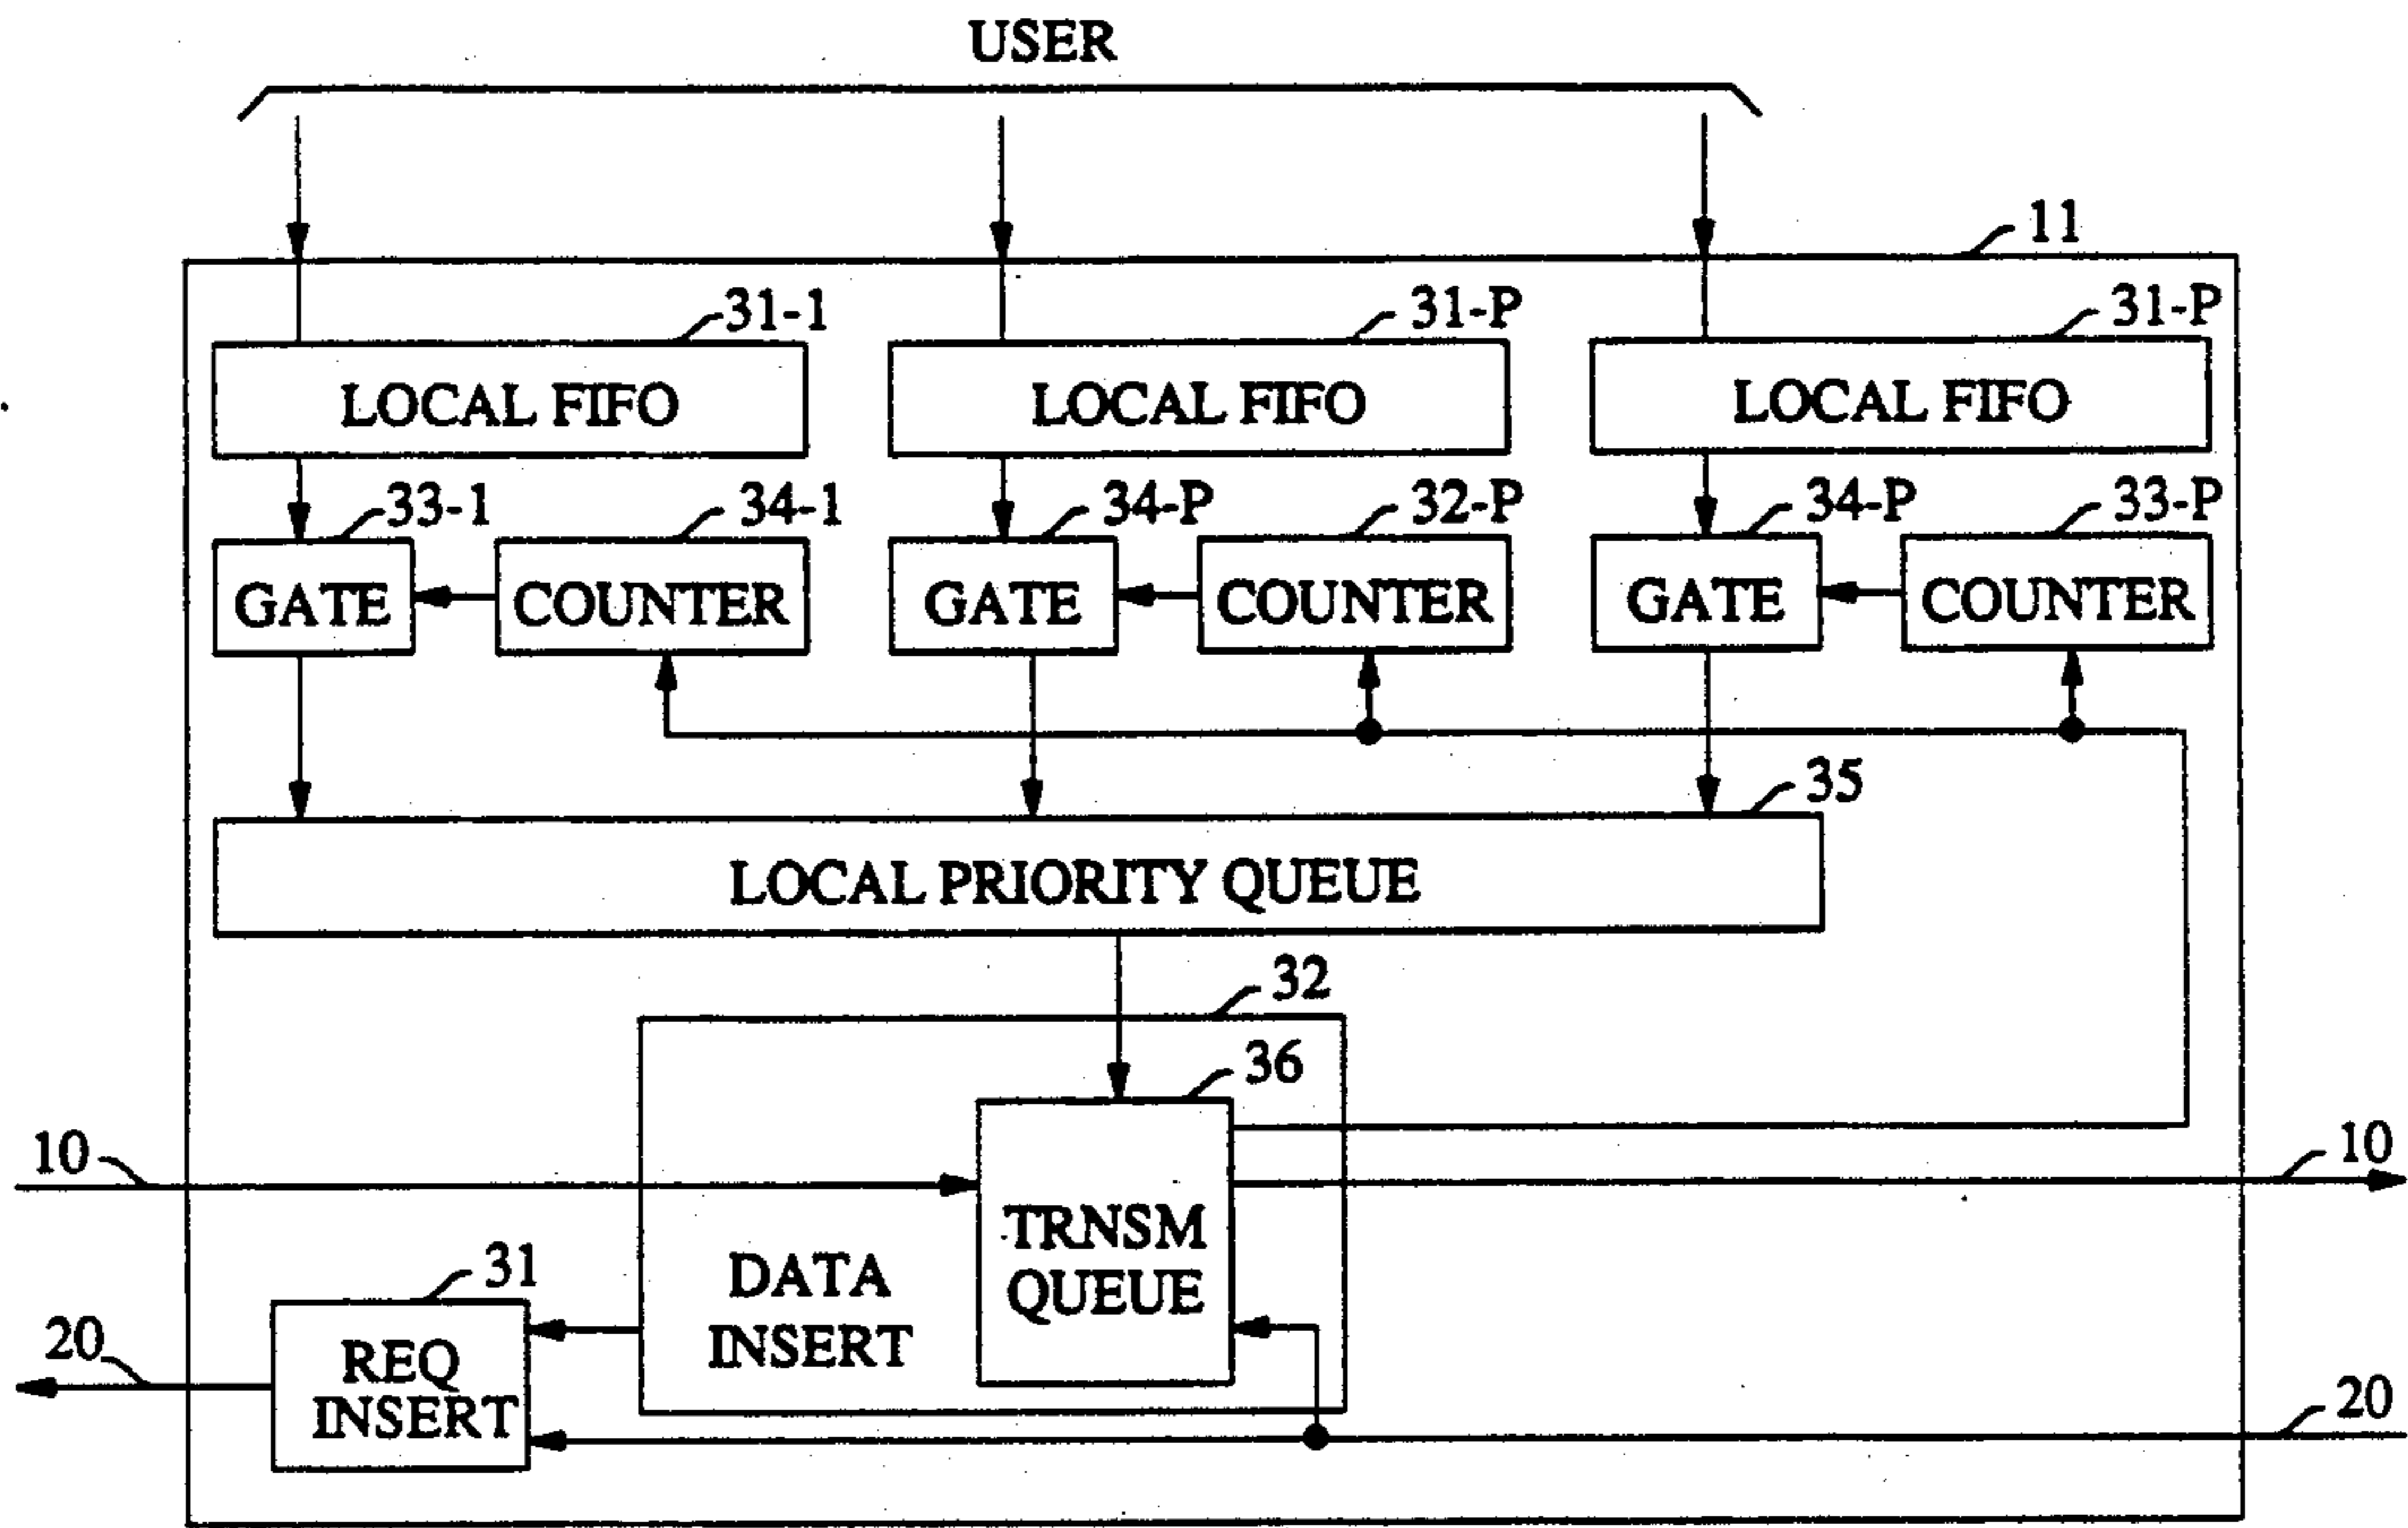 USER
11
31-1
31-P
31-P
LOCAL FIFO
LOCAL FIFO
LOCAL FIFO
33-1
34-1
34-P
32-P
34-P
33-P
GATE
COUNTER
GATE
COUNTER
GATE
COUNTER
35
LOCAL PRIORITY QUEUE
32
36
10
10
TRNSM
QUEUE
DATA
INSERT
31
20
REQ
INSERT
20